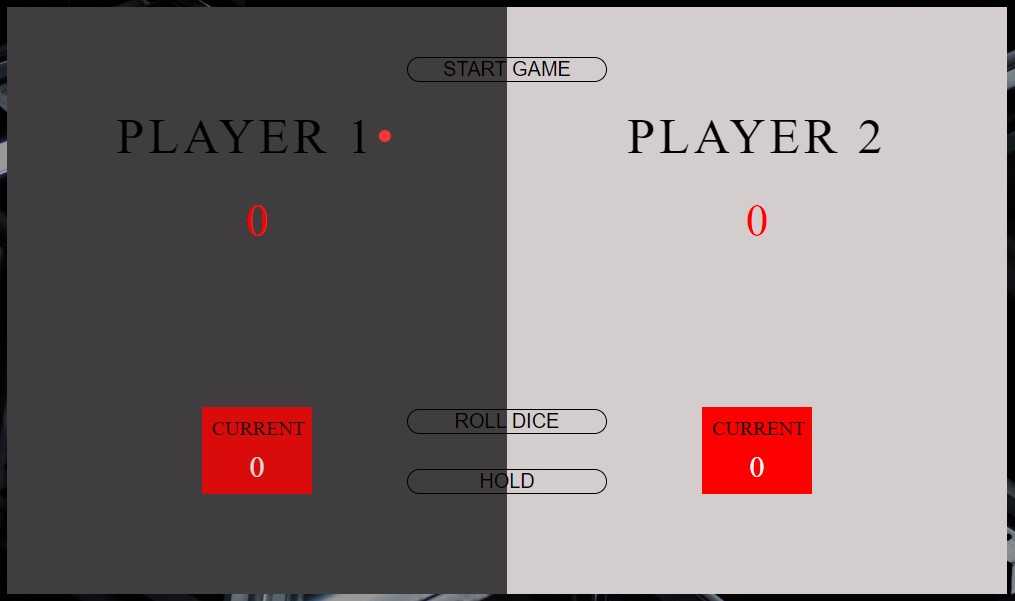 START GAME
PLAYER 1
PLAYER 2
0
0
CURRENT
0
ROLL DICE
HOLD
CURRENT
0